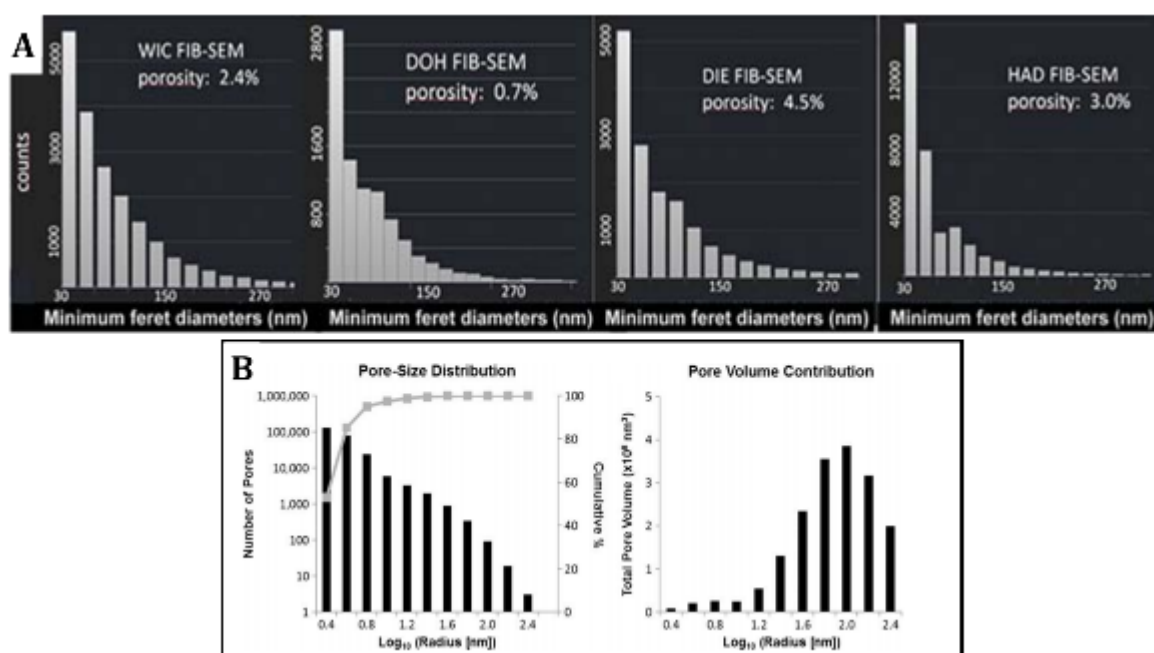 A
WIC FIB-SEM
porosity: 2.4%
counts
5000
3000
1000
30 150 270
Minimum feret diameters (nm)
DOH FIB-SEM
porosity: 0.7%
2800
1600
800
30 150 270
Minimum feret diameters (nm)
DIE FIB-SEM
porosity: 4.5%
5000
3000
1000
30 150 270
Minimum feret diameters (nm)
HAD FIB-SEM
porosity: 3.0%
12000
8000
4000
30 150 270
Minimum feret diameters (nm)
B
Pore-Size Distribution
Number of Pores
1,000,000
100,000
10,000
1,000
100
10
1
100
80
60
40
20
0
Cumulative %
0.4 0.8 1.2 1.6 2.0 2.4
Log₁₀ (Radius [nm])
Pore Volume Contribution
5
4
3
2
1
0
0.4 0.8 1.2 1.6 2.0 2.4
Log₁₀ (Radius [nm])